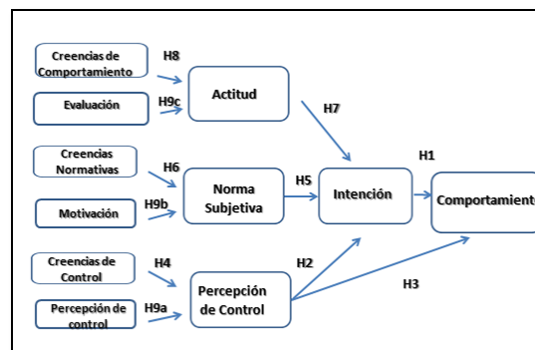 Creencias de
Comportamiento
H8
Evaluación
H9c
Actitud
H7
Creencias
Normativas
H6
Motivación
H9b
Norma
Subjetiva
H5
Intención
H1
Comportamiento
Creencias de
Control
H4
Percepción de
control
H9a
Percepción
de Control
H2
H3